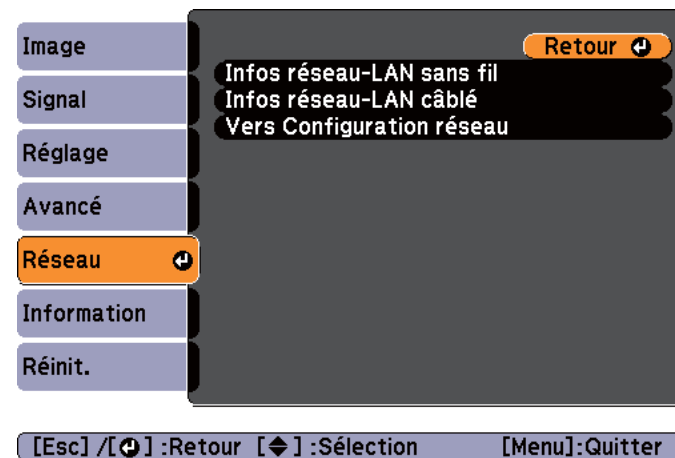 Image
Signal
Réglage
Avancé
Réseau
Information
Réinit.
Retour
Infos réseau-LAN sans fil
Infos réseau-LAN câblé
Vers Configuration réseau
[Esc] /[⏎] :Retour [◆] :Sélection [Menu]:Quitter